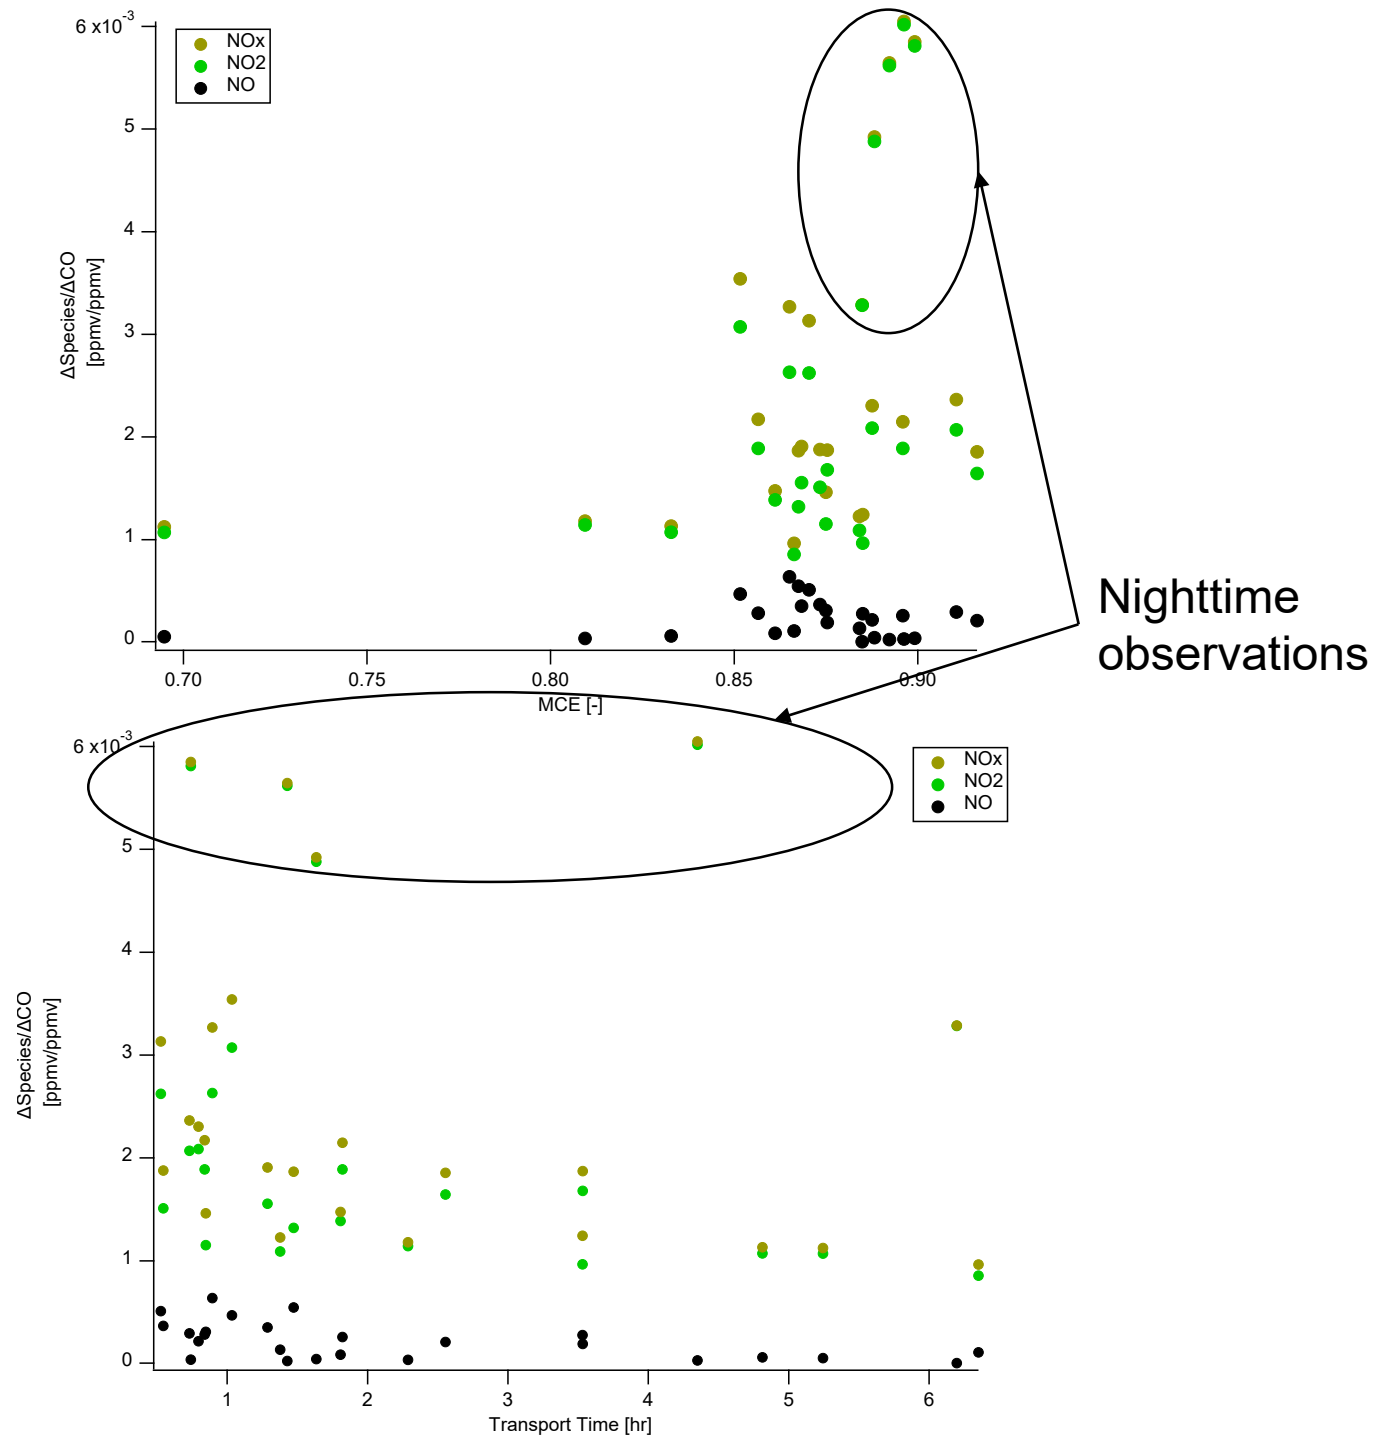 6 x10-3
NOx
NO2
NO
5
4
3
2
1
0
ΔSpecies/ΔCO
[ppmv/ppmv]
0.70 0.75 0.80 0.85 0.90
MCE [-]
Nighttime
observations
6 x10-3
NOx
NO2
NO
5
4
3
2
1
0
ΔSpecies/ΔCO
[ppmv/ppmv]
1 2 3 4 5 6
Transport Time [hr]